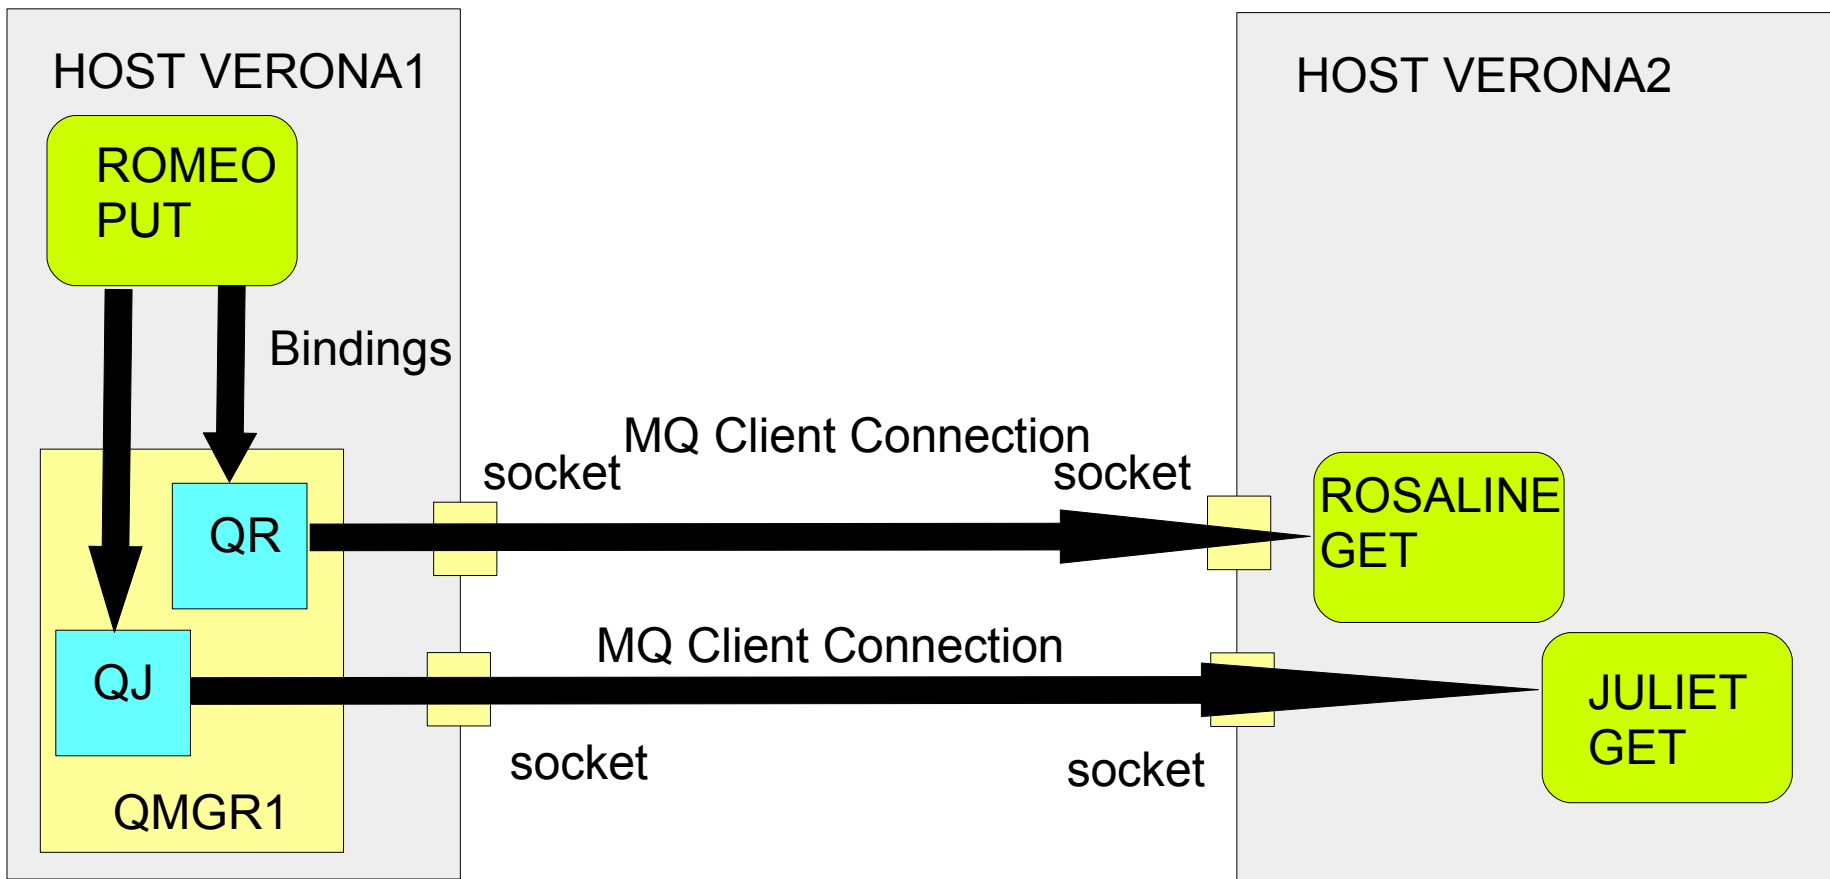 HOST VERONA1
HOST VERONA2
ROMEO
PUT
Bindings
MQ Client Connection
socket
socket
QR
ROSALINE
GET
MQ Client Connection
QJ
JULIET
GET
socket
socket
QMGR1